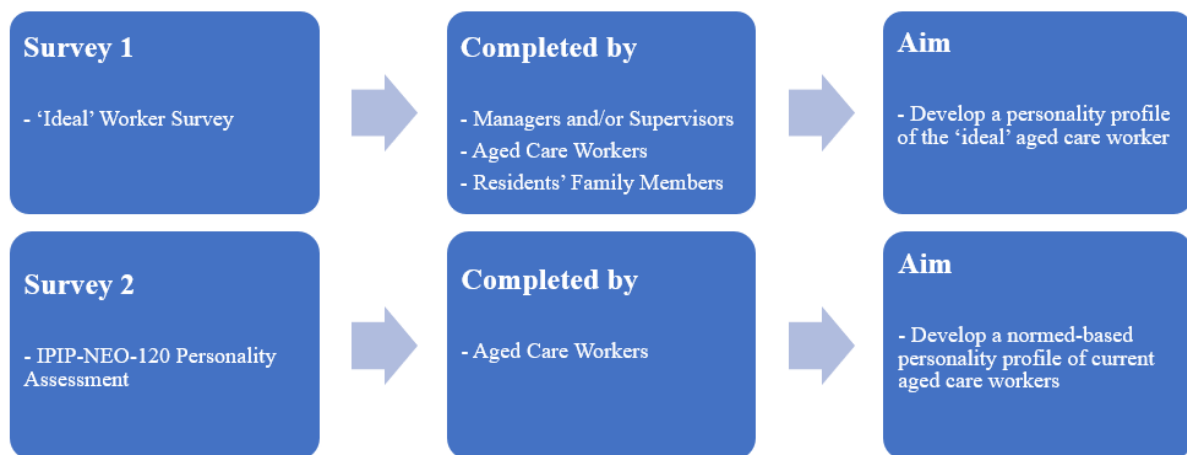 Survey 1
- ‘Ideal’ Worker Survey
Completed by
- Managers and/or Supervisors
- Aged Care Workers
- Residents’ Family Members
Aim
- Develop a personality profile
of the ‘ideal’ aged care worker
Survey 2
- IPIP-NEO-120 Personality
Assessment
Completed by
- Aged Care Workers
Aim
- Develop a normed-based
personality profile of current
aged care workers